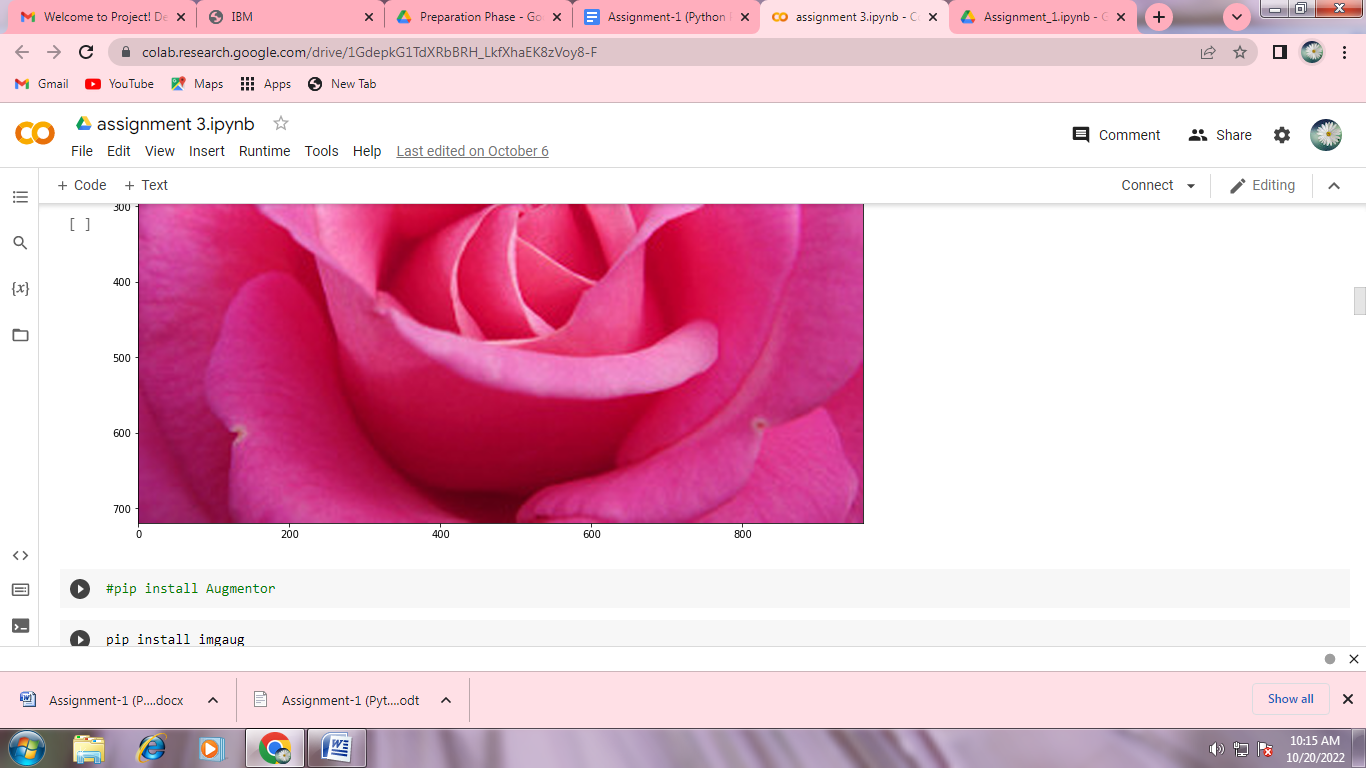 Welcome to Project! De
IBM
Preparation Phase - Go
Assignment-1 (Python
assignment 3.ipynb - C
Assignment_1.ipynb - G
colab.research.google.com/drive/1GdepkG1TdXRbBRH_LkfXhaEK8zVoy8-F
Gmail
YouTube
Maps
Apps
New Tab
assignment 3.ipynb
Comment
Share
File Edit View Insert Runtime Tools Help Last edited on October 6
+ Code + Text
Connect
Editing
[ ]
{x}
300
400
500
600
700
0 200 400 600 800
#pip install Augmentor
pip install imgaug
Assignment-1 (P....docx
Assignment-1 (Pyt....odt
Show all
10:15 AM
10/20/2022